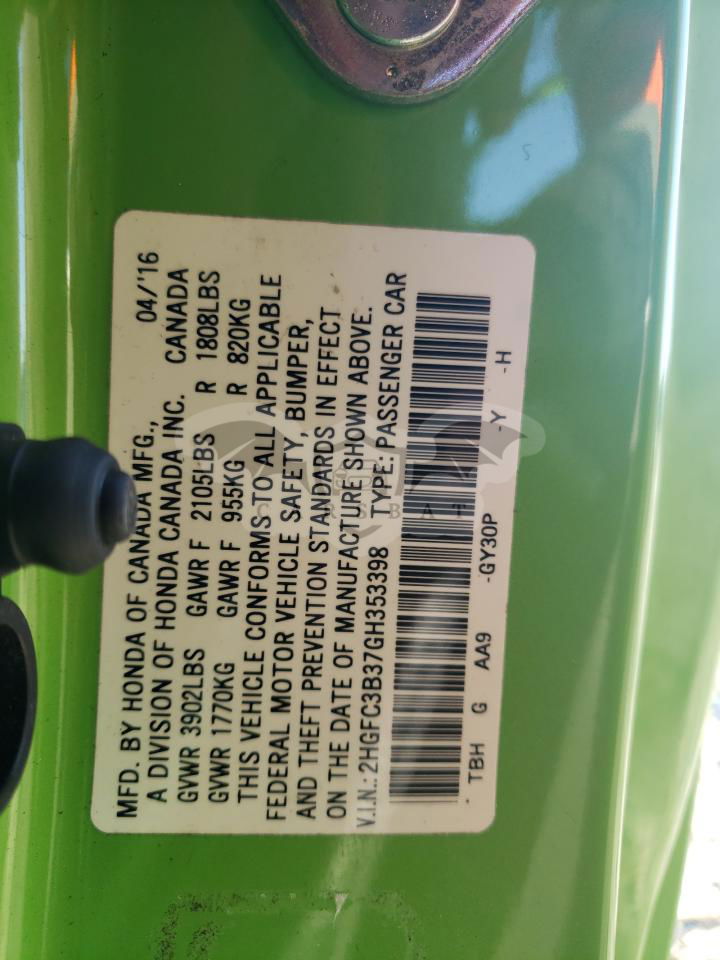 MFD. BY HONDA OF CANADA MFG., 04/'16
A DIVISION OF HONDA CANADA INC. CANADA
GVWR 3902LBS GAWR F 2105LBS R 1808LBS
GVWR 1770KG GAWR F 955KG R 820KG
THIS VEHICLE CONFORMS TO ALL APPLICABLE
FEDERAL MOTOR VEHICLE SAFETY, BUMPER,
AND THEFT PREVENTION STANDARDS IN EFFECT
ON THE DATE OF MANUFACTURE SHOWN ABOVE.
V.I.N.: 2HGFC3B37GH353398 TYPE: PASSENGER CAR
TBH G AA9 -GY30P -Y -H
CARSBAT